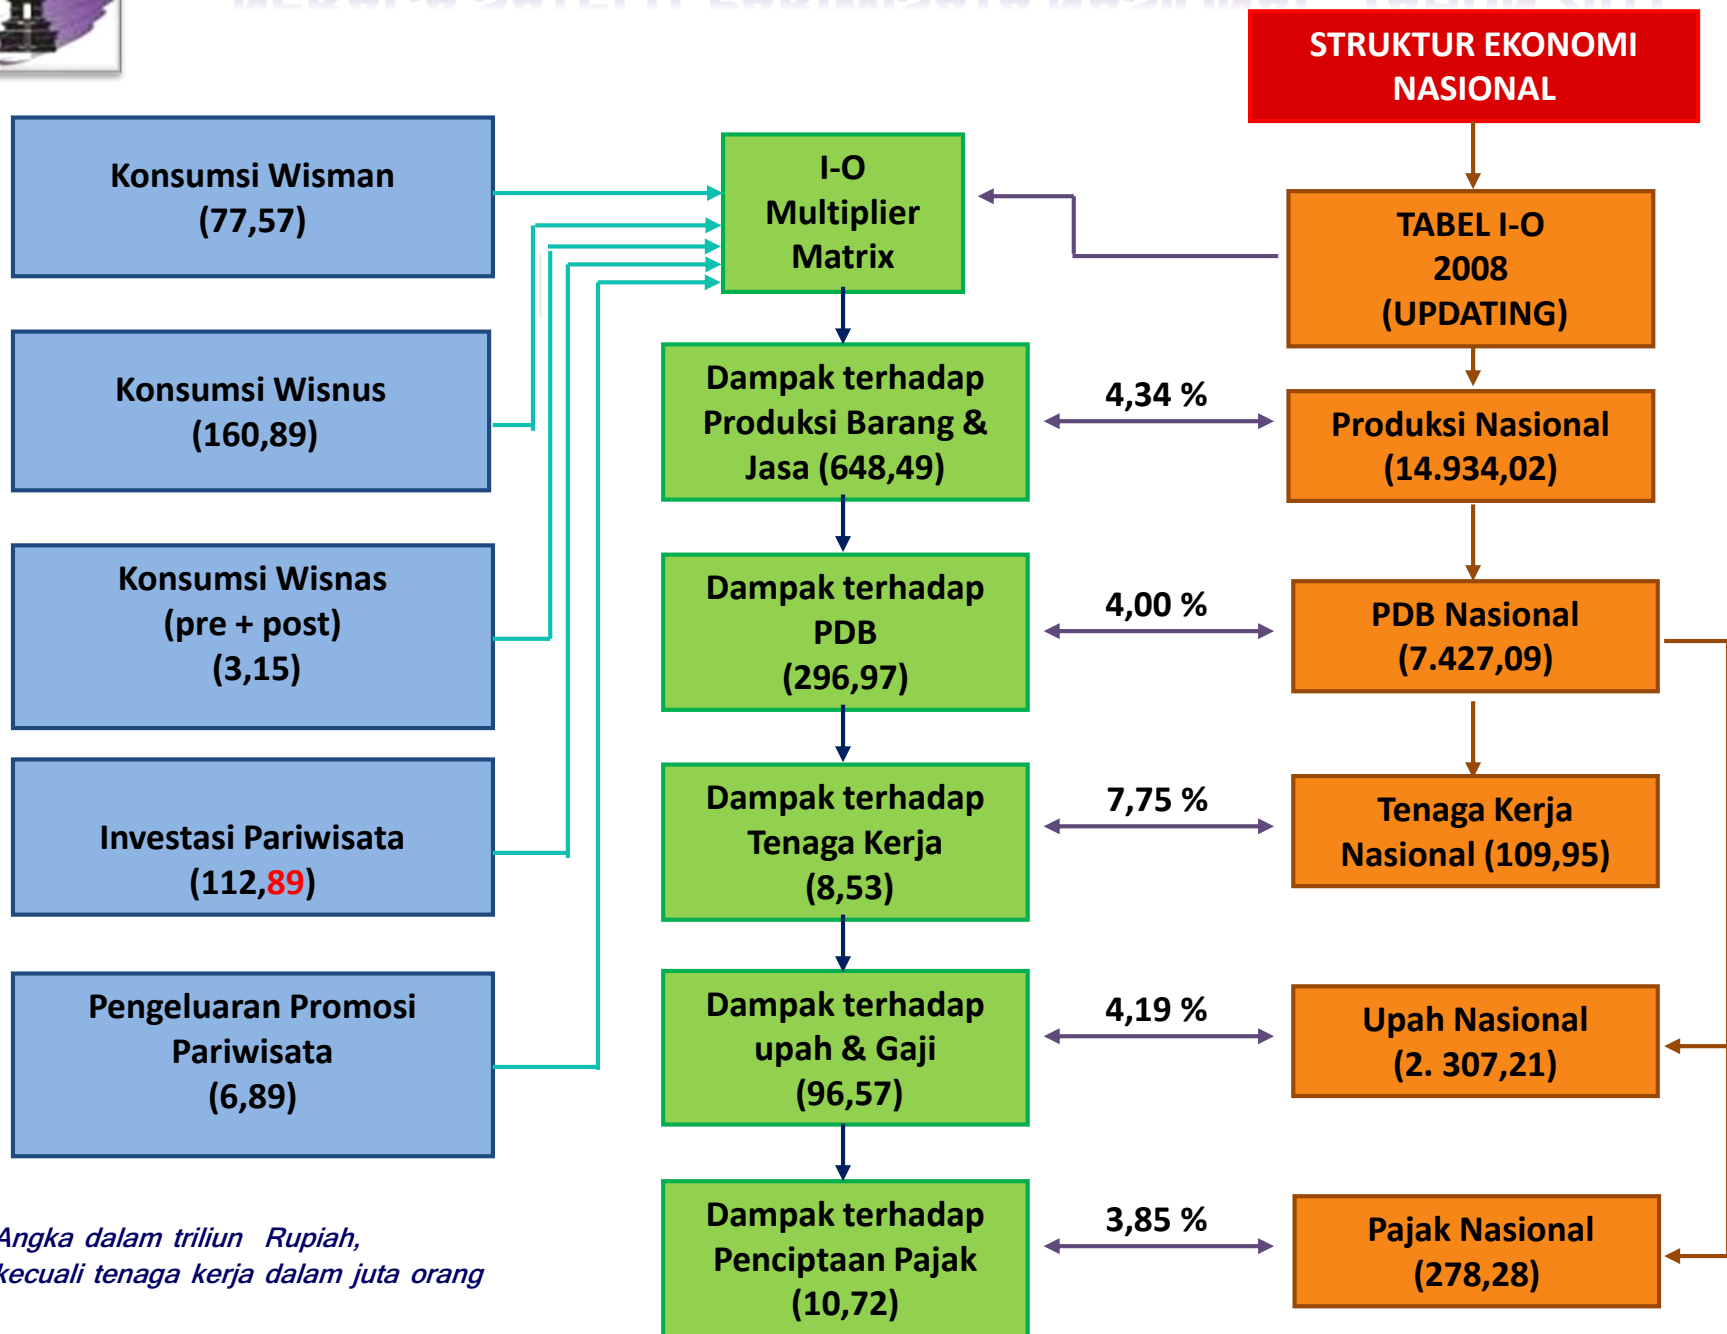 STRUKTUR EKONOMI
NASIONAL
Konsumsi Wisman
(77,57)
Konsumsi Wisnus
(160,89)
Konsumsi Wisnas
(pre + post)
(3,15)
Investasi Pariwisata
(112,89)
Pengeluaran Promosi
Pariwisata
(6,89)
I-O
Multiplier
Matrix
Dampak terhadap
Produksi Barang &
Jasa (648,49)
Dampak terhadap
PDB
(296,97)
Dampak terhadap
Tenaga Kerja
(8,53)
Dampak terhadap
upah & Gaji
(96,57)
Dampak terhadap
Penciptaan Pajak
(10,72)
4,34 %
4,00 %
7,75 %
4,19 %
3,85 %
TABEL I-O
2008
(UPDATING)
Produksi Nasional
(14.934,02)
PDB Nasional
(7.427,09)
Tenaga Kerja
Nasional (109,95)
Upah Nasional
(2. 307,21)
Pajak Nasional
(278,28)
Angka dalam triliun Rupiah,
kecuali tenaga kerja dalam juta orang